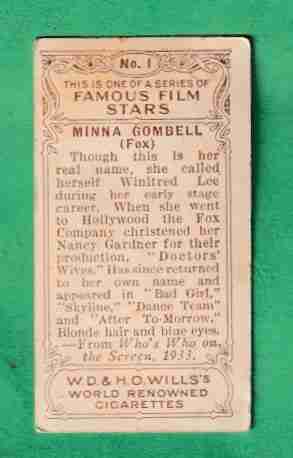 No. 1
THIS IS ONE OF A SERIES OF
FAMOUS FILM
STARS
MINNA GOMBELL
(Fox)
Though this is her
real name, she called
herself Winifred Lee
during her early stage
career. When she went
to Hollywood the Fox
Company christened her
Nancy Gardner for their
production, "Doctors'
Wives." Has since returned
to her own name and
appeared in "Bad Girl,"
"Skyline," "Dance Team"
and "After To-Morrow,"
Blonde hair and blue eyes.
—From Who's Who on
the Screen, 1933.
W.D. & H.O. WILLS'S
WORLD RENOWNED
CIGARETTES